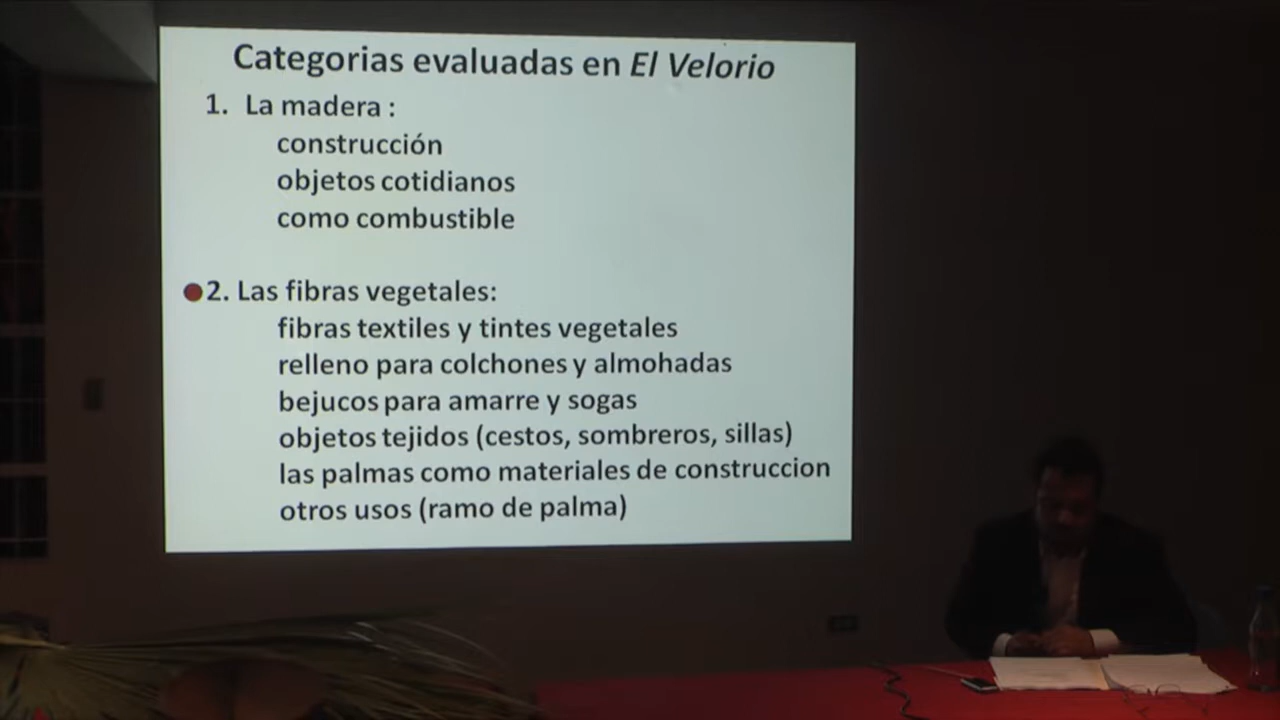 Categorias evaluadas en El Velorio
1. La madera :
construcción
objetos cotidianos
como combustible
2. Las fibras vegetales:
fibras textiles y tintes vegetales
relleno para colchones y almohadas
bejucos para amarre y sogas
objetos tejidos (cestos, sombreros, sillas)
las palmas como materiales de construccion
otros usos (ramo de palma)